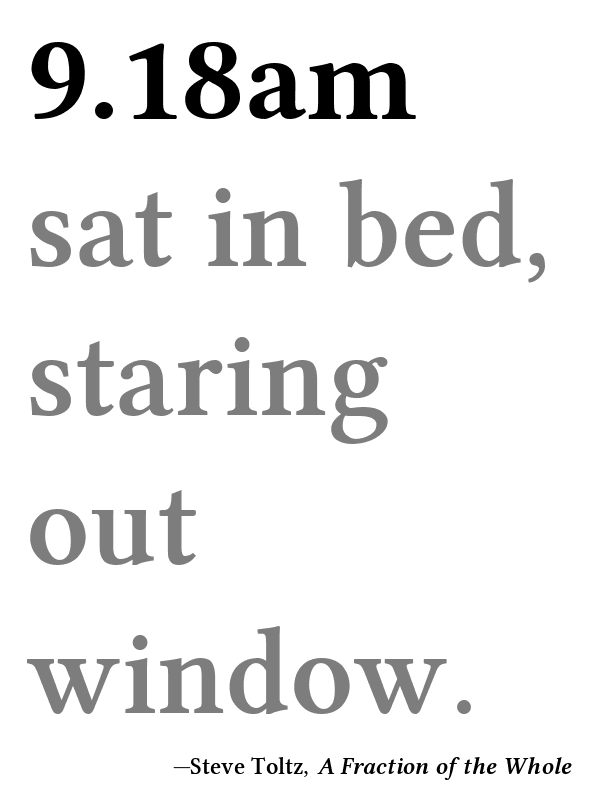 9.18am
sat in bed,
staring
out
window.
—Steve Toltz, A Fraction of the Whole